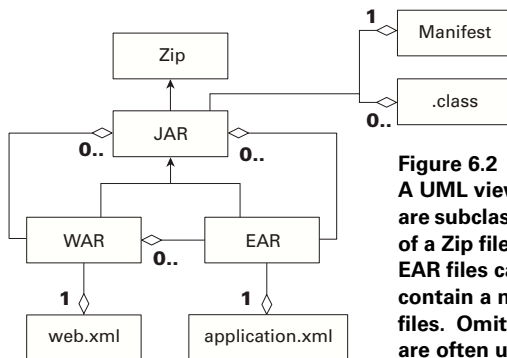 1
Manifest
Zip
.class
0..
JAR
0..
0..
Figure 6.2
A UML view
are subclas
of a Zip file
WAR
EAR
EAR files ca
0..
contain a n
1
1
files. Omit
web.xml
application.xml
are often u